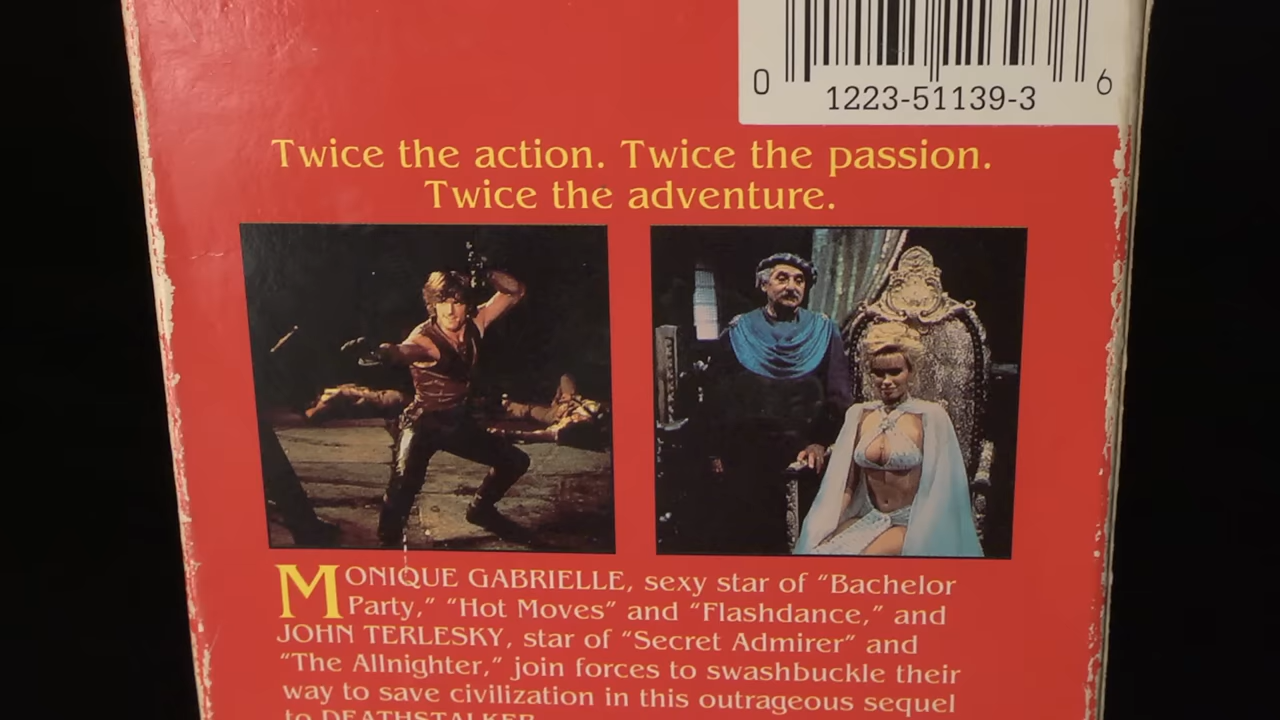 0 1223-51139-3 6
Twice the action. Twice the passion.
Twice the adventure.
MONIQUE GABRIELLE, sexy star of “Bachelor
Party,” “Hot Moves” and “Flashdance,” and
JOHN TERLESKY, star of “Secret Admirer” and
“The Allnighter,” join forces to swashbuckle their
way to save civilization in this outrageous sequel
to DEATHSTALKER